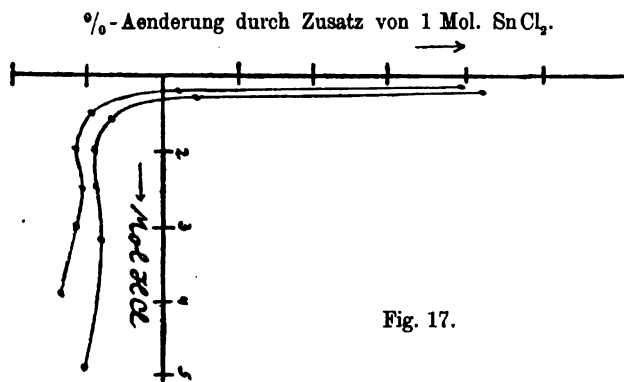 %-Aenderung durch Zusatz von 1 Mol. SnCl₂.
2
3
4
5
Mol HCl
Fig. 17.